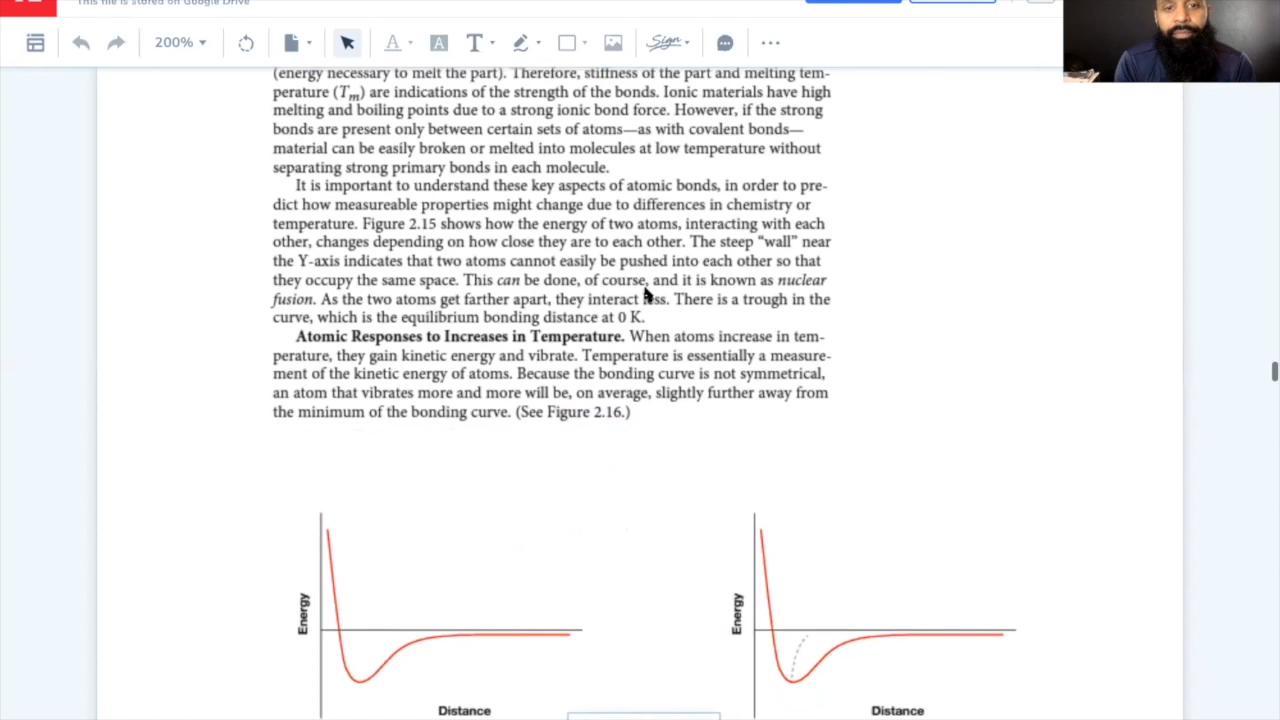 This file is stored on Google Drive
200%
T
Sign
(energy necessary to melt the part). Therefore, stiffness of the part and melting tem-
perature (Tm) are indications of the strength of the bonds. Ionic materials have high
melting and boiling points due to a strong ionic bond force. However, if the strong
bonds are present only between certain sets of atoms—as with covalent bonds—
material can be easily broken or melted into molecules at low temperature without
separating strong primary bonds in each molecule.
It is important to understand these key aspects of atomic bonds, in order to pre-
dict how measureable properties might change due to differences in chemistry or
temperature. Figure 2.15 shows how the energy of two atoms, interacting with each
other, changes depending on how close they are to each other. The steep “wall” near
the Y-axis indicates that two atoms cannot easily be pushed into each other so that
they occupy the same space. This can be done, of course, and it is known as nuclear
fusion. As the two atoms get farther apart, they interact less. There is a trough in the
curve, which is the equilibrium bonding distance at 0 K.
Atomic Responses to Increases in Temperature. When atoms increase in tem-
perature, they gain kinetic energy and vibrate. Temperature is essentially a measure-
ment of the kinetic energy of atoms. Because the bonding curve is not symmetrical,
an atom that vibrates more and more will be, on average, slightly further away from
the minimum of the bonding curve. (See Figure 2.16.)
Energy
Distance
Energy
Distance